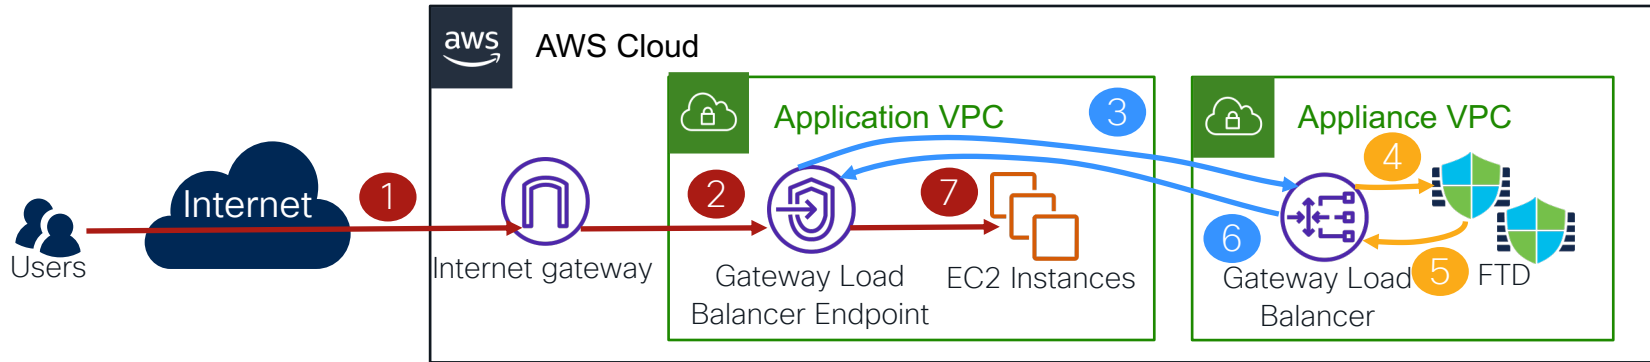 aws
AWS Cloud
Application VPC
3
Appliance VPC
4
Internet
1
2
7
6
5
Users
Internet gateway
Gateway Load
Balancer Endpoint
EC2 Instances
Gateway Load
Balancer
FTD